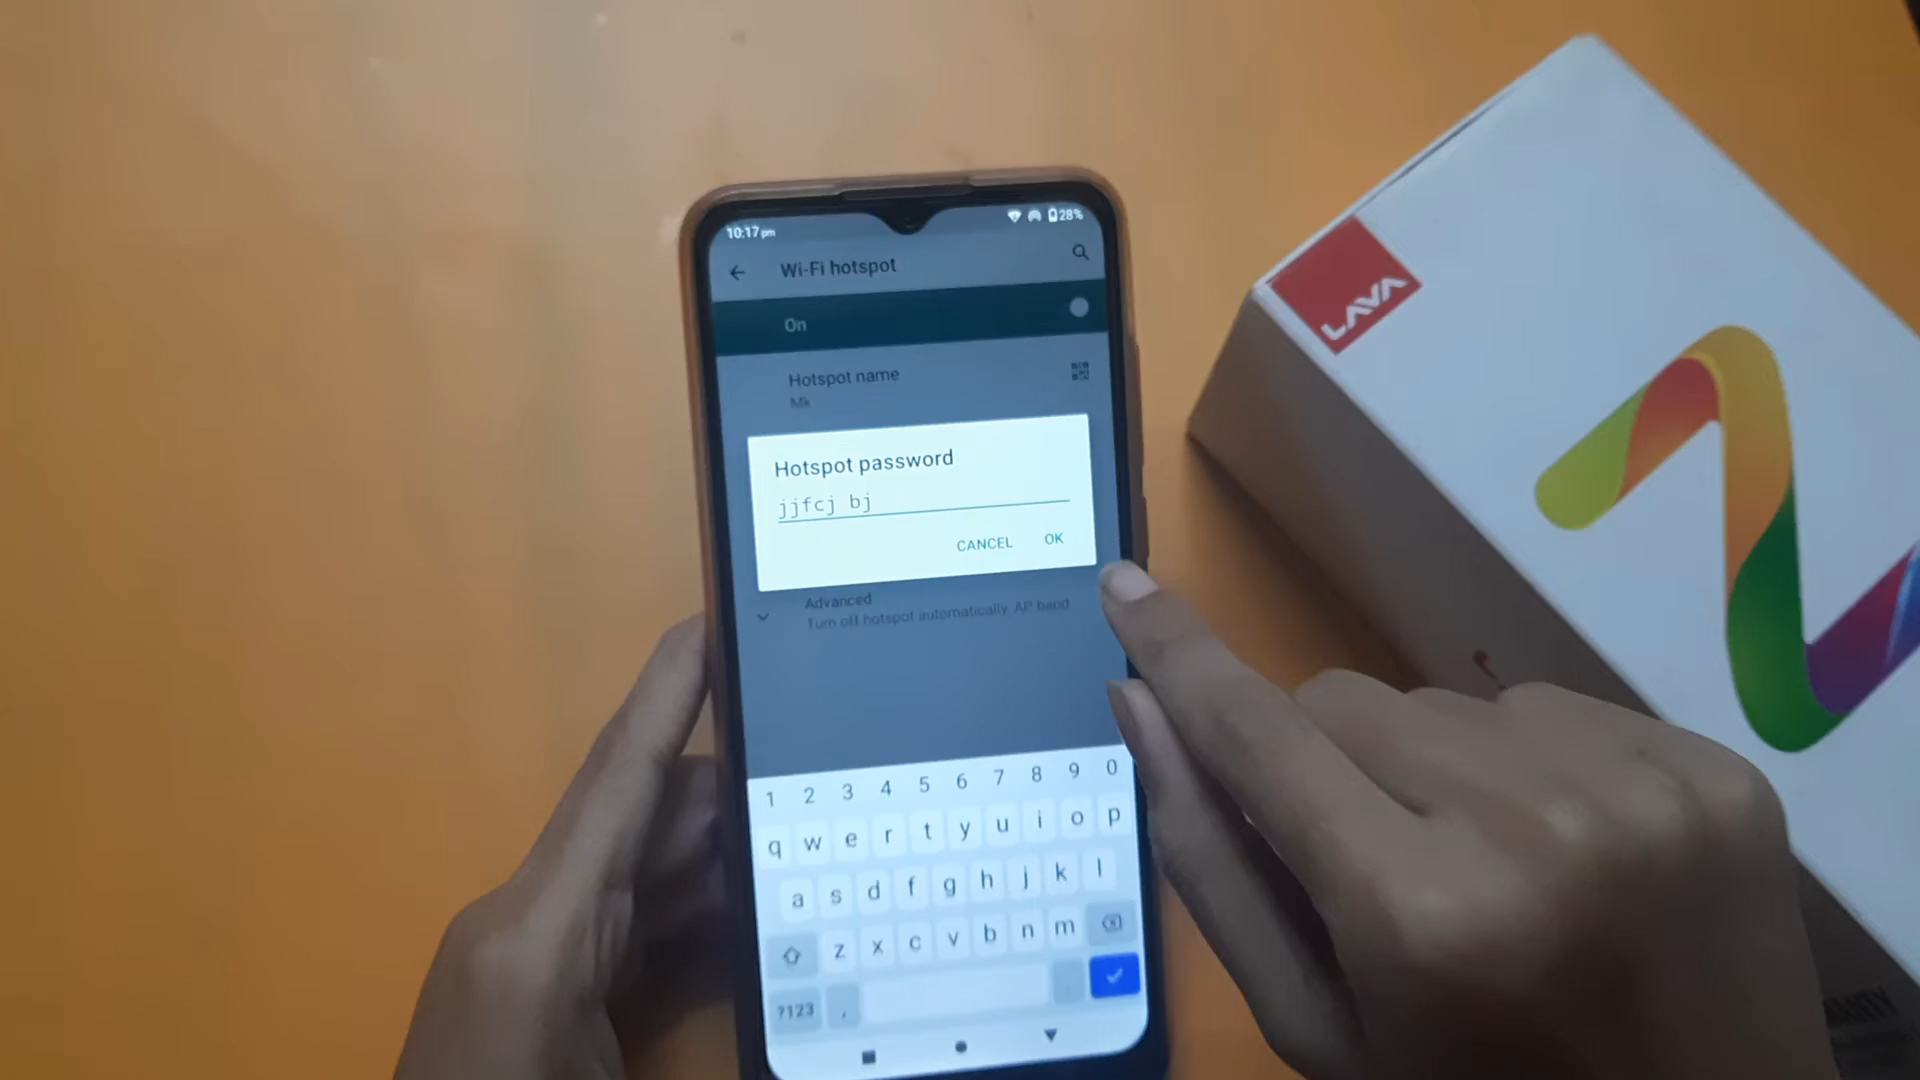 10:17 pm
28%
Wi-Fi hotspot
On
Hotspot name
Mk
Hotspot password
jjfcj bj
CANCEL
OK
Advanced
Turn off hotspot automatically, AP band
1 2 3 4 5 6 7 8 9 0
q w e r t y u i o p
a s d f g h j k l
z x c v b n m
?123 , .
LAVA